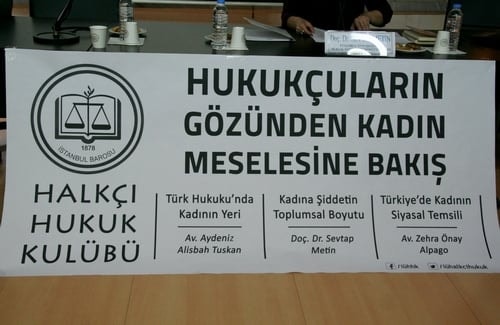 HUKUKÇULARIN
GÖZÜNDEN KADIN
MESELESİNE BAKIŞ
1878
İSTANBUL BAROSU
HALKÇI
HUKUK
KULÜBÜ
Türk Hukuku'nda
Kadının Yeri
Av. Aydeniz
Alisbah Tuskan
Kadına Şiddetin
Toplumsal Boyutu
Doç. Dr. Sevtap
Metin
Türkiye'de Kadının
Siyasal Temsili
Av. Zehra Önay
Alpago